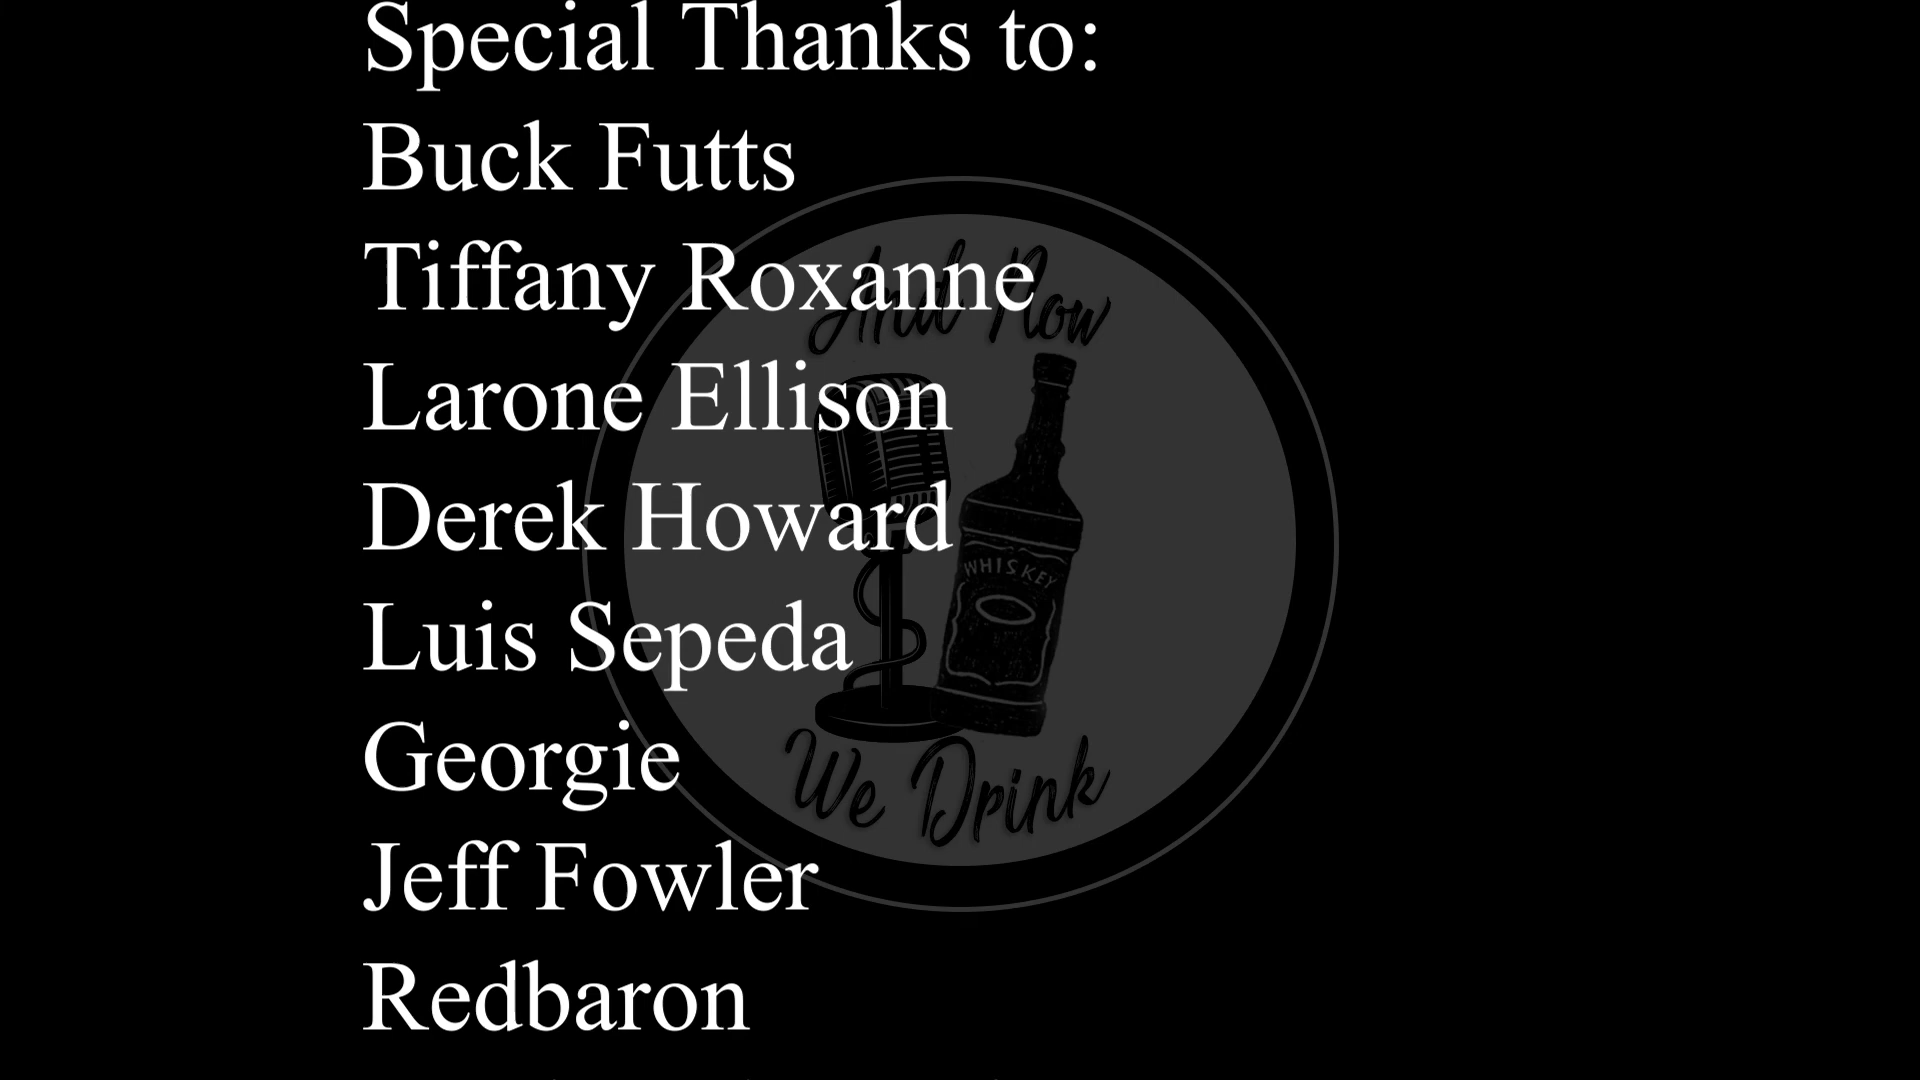 Special Thanks to:
Buck Futts
Tiffany Roxanne
Larone Ellison
Derek Howard
Luis Sepeda
Georgie
Jeff Fowler
Redbaron
And Now
WHISKEY
We Drink